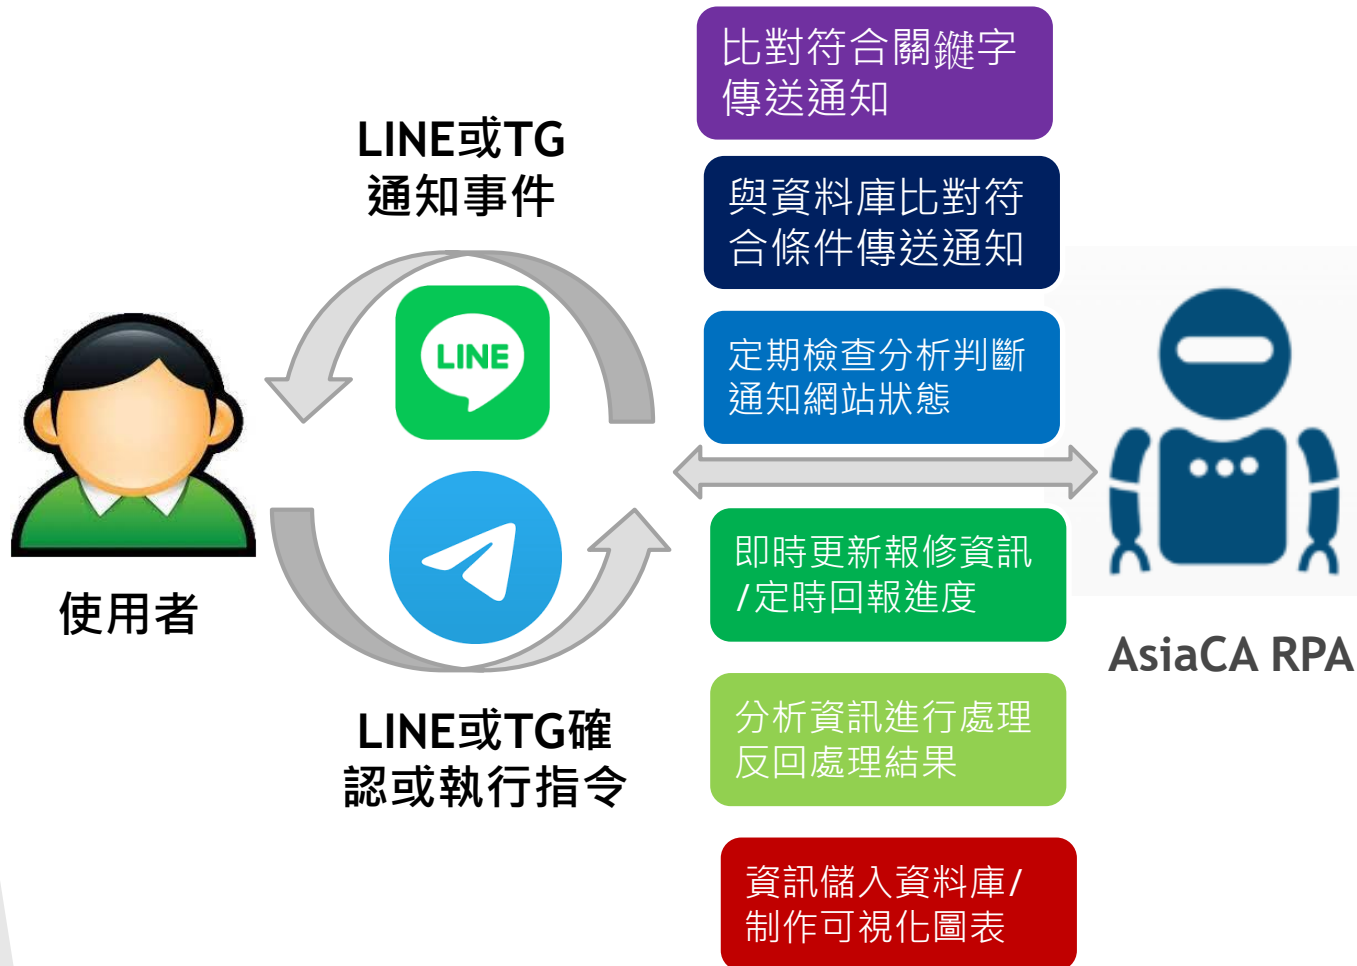 比對符合關鍵字
傳送通知
LINE或TG
通知事件
與資料庫比對符
合條件傳送通知
LINE
定期檢查分析判斷
通知網站狀態
即時更新報修資訊
/定時回報進度
使用者
AsiaCA RPA
LINE或TG確
認或執行指令
分析資訊進行處理
反回處理結果
資訊儲入資料庫/
制作可視化圖表